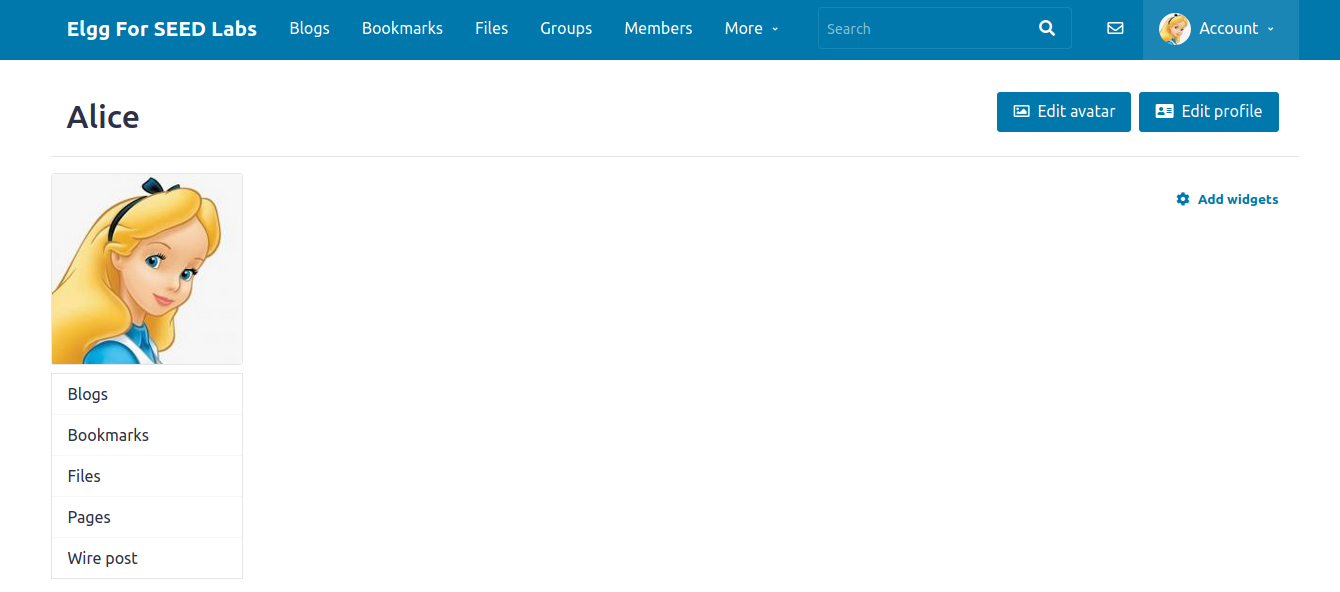 Elgg For SEED Labs Blogs Bookmarks Files Groups Members More Search Account
Alice Edit avatar Edit profile
Add widgets
Blogs
Bookmarks
Files
Pages
Wire post